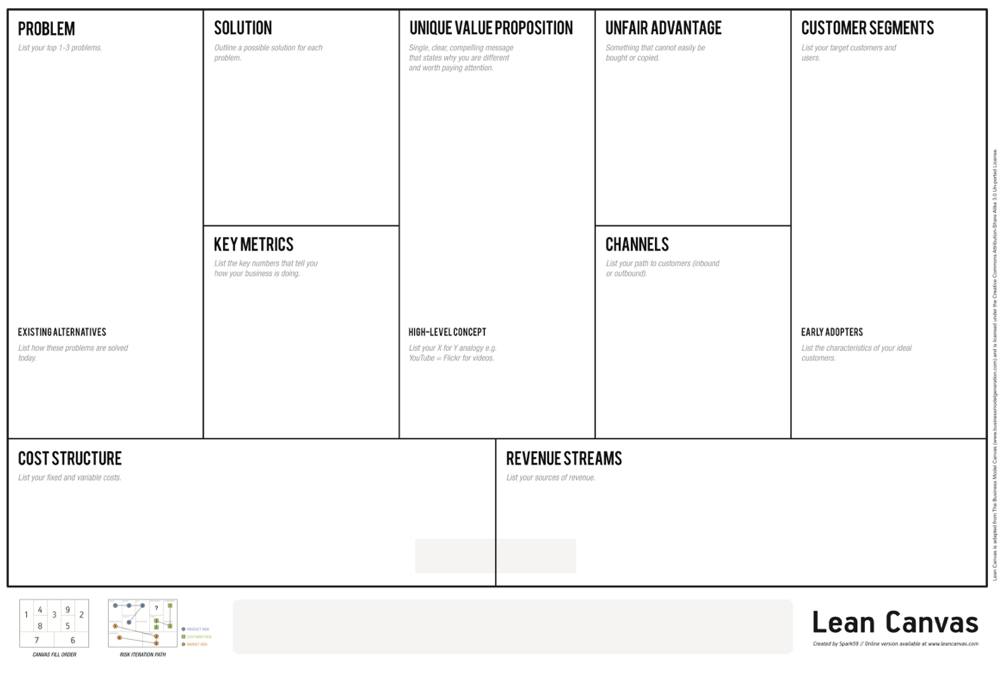 PROBLEM
List your top 1-3 problems.
EXISTING ALTERNATIVES
List how these problems are solved
today.
SOLUTION
Outline a possible solution for each
problem.
KEY METRICS
List the key numbers that tell you
how your business is doing.
UNIQUE VALUE PROPOSITION
Single, clear, compelling message
that states why you are different
and worth paying attention.
HIGH-LEVEL CONCEPT
List your X for Y analogy e.g.
YouTube = Flickr for videos.
UNFAIR ADVANTAGE
Something that cannot easily be
bought or copied.
CHANNELS
List your path to customers (inbound
or outbound).
CUSTOMER SEGMENTS
List your target customers and
users.
EARLY ADOPTERS
List the characteristics of your ideal
customers.
COST STRUCTURE
List your fixed and variable costs.
REVENUE STREAMS
List your sources of revenue.
Lean Canvas is adapted from The Business Model Canvas (www.businessmodelgeneration.com) and is licensed under the Creative Commons Attribution-Share Alike 3.0 Un-ported License.
1 4 3 9 2
8 5
7 6
CANVAS FILL ORDER
?
PRODUCT RISK
CUSTOMER RISK
MARKET RISK
RISK ITERATION PATH
Lean Canvas
Created by Spark59 // Online version available at www.leancanvas.com